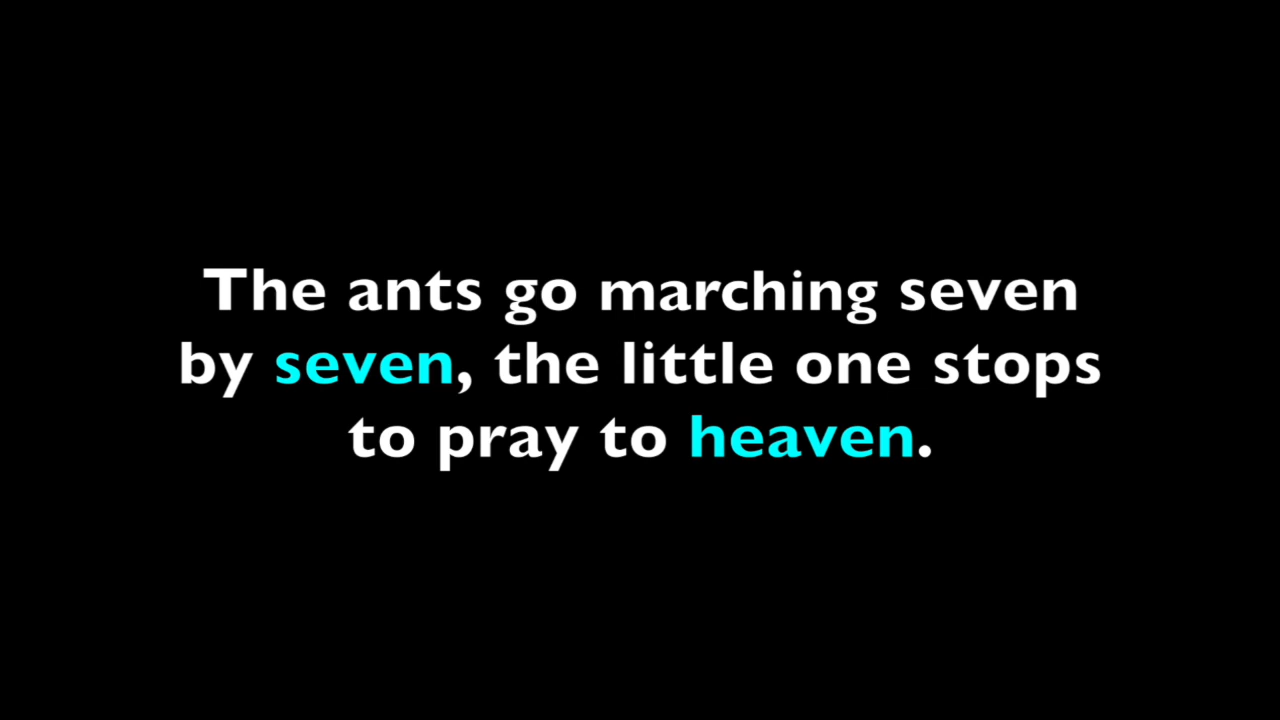 The ants go marching seven
by seven, the little one stops
to pray to heaven.